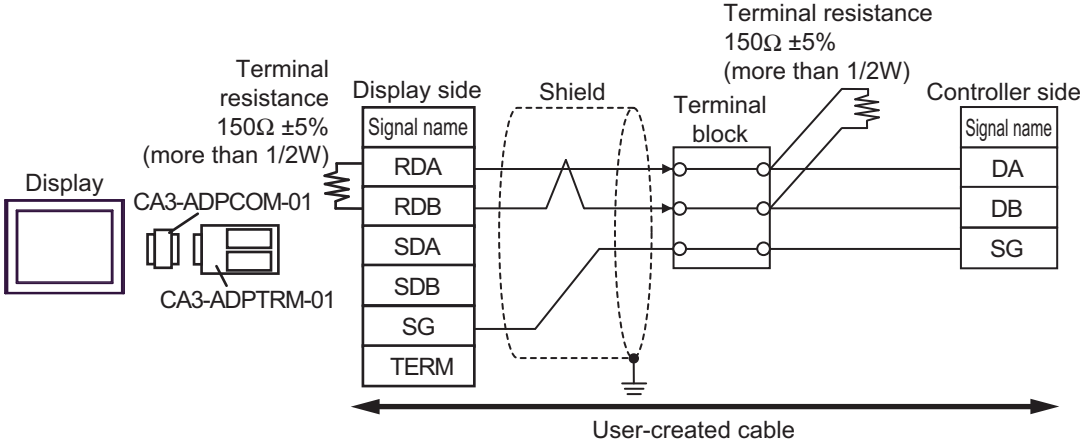 Terminal resistance
150Ω ±5%
(more than 1/2W)
Terminal
resistance
150Ω ±5%
(more than 1/2W)
Display side
Shield
Terminal
block
Controller side
Signal name
Signal name
RDA
DA
RDB
DB
SDA
SG
SDB
SG
TERM
Display
CA3-ADPCOM-01
CA3-ADPTRM-01
User-created cable